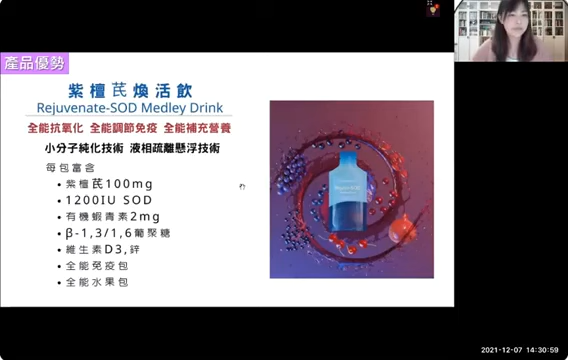 產品優勢
紫檀芪煥活飲
Rejuvenate-SOD Medley Drink
全能抗氧化 全能調節免疫 全能補充營養
小分子純化技術 液相疏離懸浮技術
每包富含
• 紫檀芪100mg
• 1200IU SOD
• 有機蝦青素2mg
• β-1,3/1,6葡聚糖
• 維生素D3,鋅
• 全能免疫包
• 全能水果包
2021-12-07 14:30:59